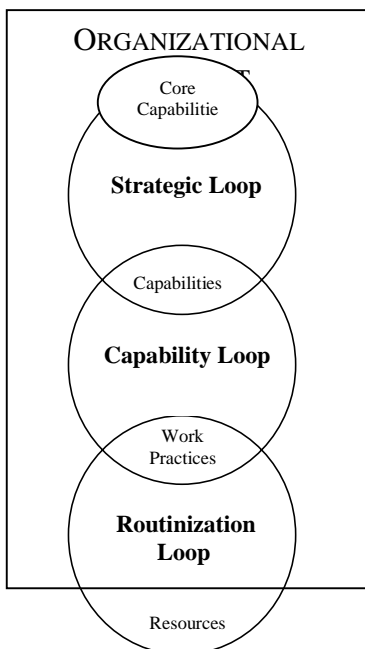 ORGANIZATIONAL
T
Core
Capabilitie
Strategic Loop
Capabilities
Capability Loop
Work
Practices
Routinization
Loop
Resources